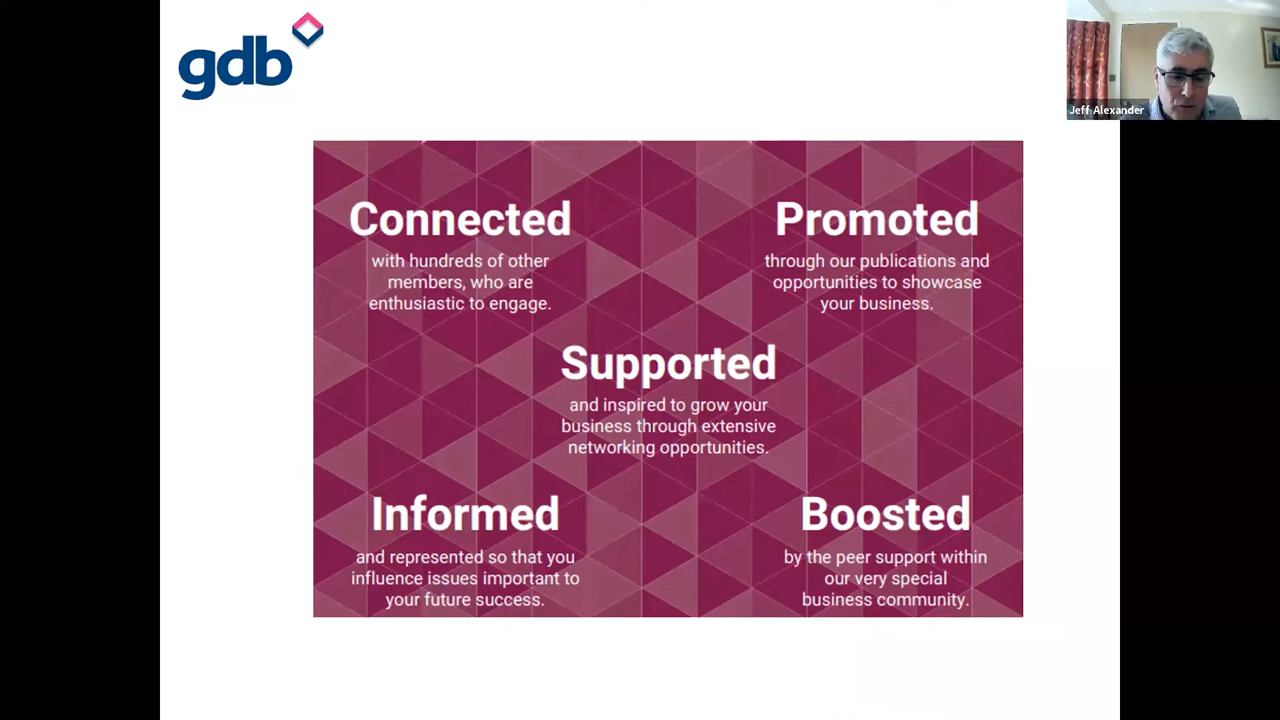 gdb
Jeff Alexander
Connected
with hundreds of other
members, who are
enthusiastic to engage.
Promoted
through our publications and
opportunities to showcase
your business.
Supported
and inspired to grow your
business through extensive
networking opportunities.
Informed
and represented so that you
influence issues important to
your future success.
Boosted
by the peer support within
our very special
business community.